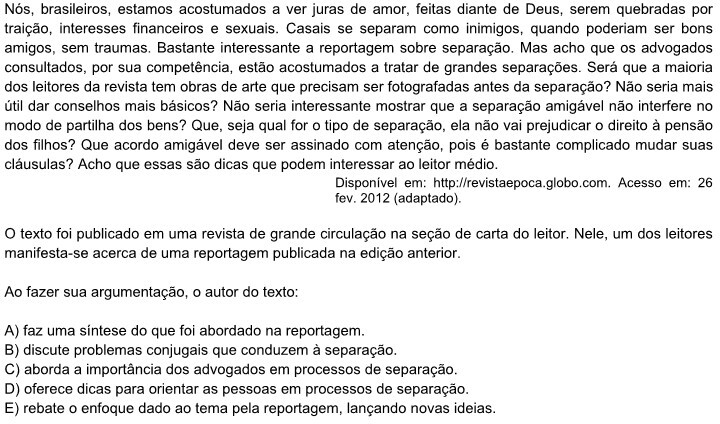 Nós, brasileiros, estamos acostumados a ver juras de amor, feitas diante de Deus, serem quebradas por
traição, interesses financeiros e sexuais. Casais se separam como inimigos, quando poderiam ser bons
amigos, sem traumas. Bastante interessante a reportagem sobre separação. Mas acho que os advogados
consultados, por sua competência, estão acostumados a tratar de grandes separações. Será que a maioria
dos leitores da revista tem obras de arte que precisam ser fotografadas antes da separação? Não seria mais
útil dar conselhos mais básicos? Não seria interessante mostrar que a separação amigável não interfere no
modo de partilha dos bens? Que, seja qual for o tipo de separação, ela não vai prejudicar o direito à pensão
dos filhos? Que acordo amigável deve ser assinado com atenção, pois é bastante complicado mudar suas
cláusulas? Acho que essas são dicas que podem interessar ao leitor médio.
Disponível em: http://revistaepoca.globo.com. Acesso em: 26
fev. 2012 (adaptado).
O texto foi publicado em uma revista de grande circulação na seção de carta do leitor. Nele, um dos leitores
manifesta-se acerca de uma reportagem publicada na edição anterior.
Ao fazer sua argumentação, o autor do texto:
A) faz uma síntese do que foi abordado na reportagem.
B) discute problemas conjugais que conduzem à separação.
C) aborda a importância dos advogados em processos de separação.
D) oferece dicas para orientar as pessoas em processos de separação.
E) rebate o enfoque dado ao tema pela reportagem, lançando novas ideias.